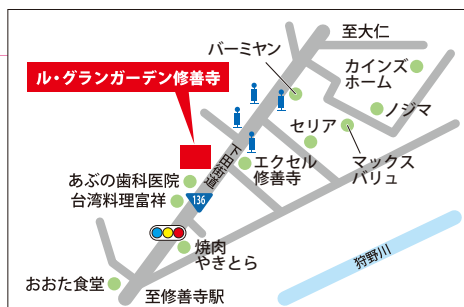 至大仁
バーミヤン
カインズ
ホーム
ル・グランガーデン修善寺
ノジマ
セリア
下田街道
エクセル
修善寺
マックス
バリュ
あぶの歯科医院
台湾料理富祥
136
焼肉
やきとら
狩野川
おおた食堂
至修善寺駅